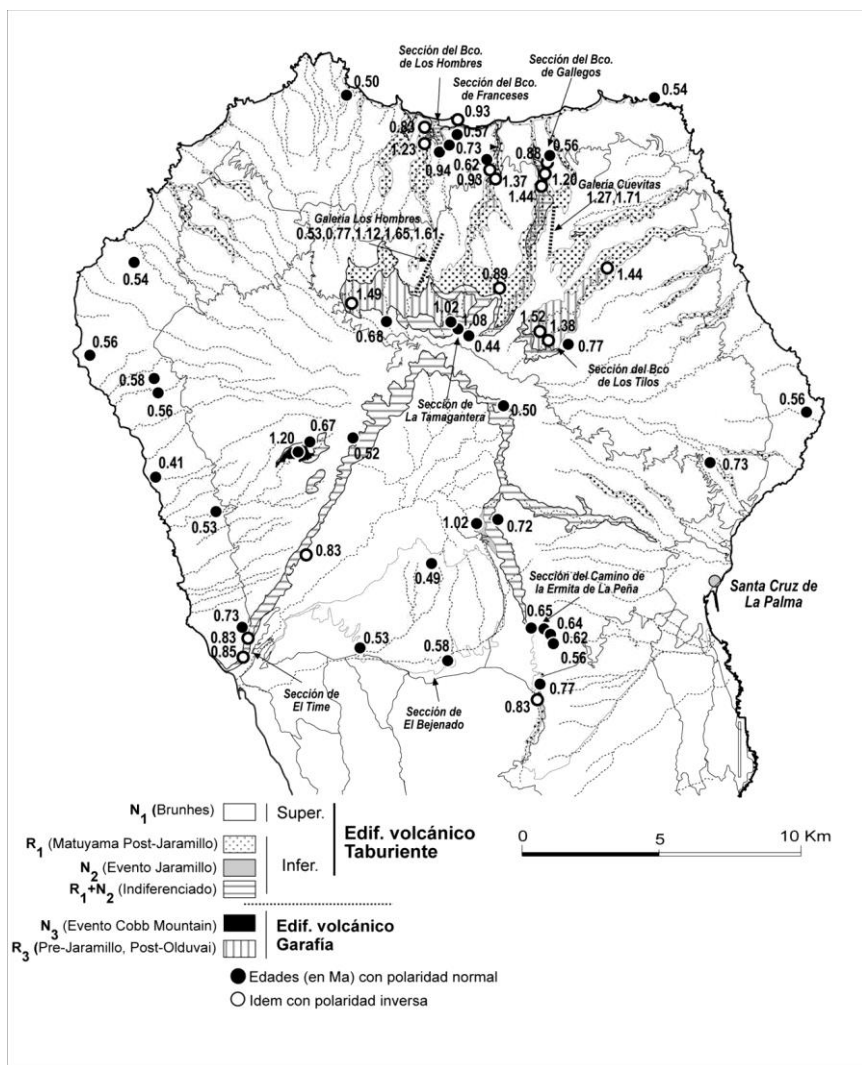 Sección del Bco.
de Los Hombres
Sección del Bco.
de Gallegos
Sección del Bco.
de Franceses
0.50
0.54
0.93
0.83
0.57
0.56
1.23
0.73
0.88
0.94
0.62
0.93
1.37
1.20
1.44
Galería Cuevitas
1.27,1.71
Galería Los Hombres
0.53,0.77,1.12,1.65,1.61
0.54
0.89
1.44
1.49
1.02
1.08
1.52
1.38
0.68
0.44
0.77
0.56
Sección del Bco
de Los Tilos
0.58
0.56
Sección de
La Tamagantera
0.50
0.56
0.67
1.20
0.52
0.41
0.73
0.53
1.02
0.72
0.83
0.49
Sección del Camino de
la Ermita de La Peña
Santa Cruz de
La Palma
0.65
0.64
0.73
0.62
0.83
0.53
0.58
0.56
0.85
0.77
Sección de
El Time
Sección de
El Bejenado
0.83
N1 (Brunhes)
Super.
R1 (Matuyama Post-Jaramillo)
Edif. volcánico
Taburiente
N2 (Evento Jaramillo)
Infer.
R1+N2 (Indiferenciado)
0 5 10 Km
N3 (Evento Cobb Mountain)
Edif. volcánico
Garafía
R3 (Pre-Jaramillo, Post-Olduvai)
Edades (en Ma) con polaridad normal
Idem con polaridad inversa